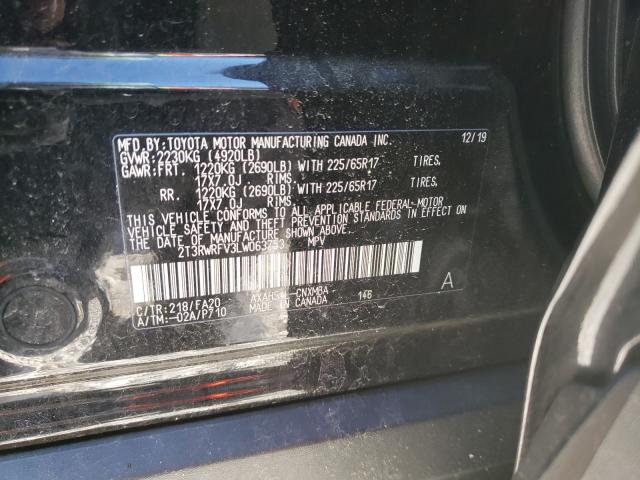 MFD.BY:TOYOTA MOTOR MANUFACTURING CANADA INC. 12/19
GVWR:2230KG (4920LB)
GAWR:FRT. 1220KG (2690LB) WITH 225/65R17 TIRES.
17X7.0J RIMS.
RR. 1220KG (2690LB) WITH 225/65R17 TIRES.
17X7.0J RIMS.
THIS VEHICLE CONFORMS TO ALL APPLICABLE FEDERAL MOTOR
VEHICLE SAFETY AND THEFT PREVENTION STANDARDS IN EFFECT ON
THE DATE OF MANUFACTURE SHOWN ABOVE.
2T3RWRFV3LW063753 MPV
C/TR:218/FA20 146 A
A/TM:-02A/P710 MADE IN CANADA